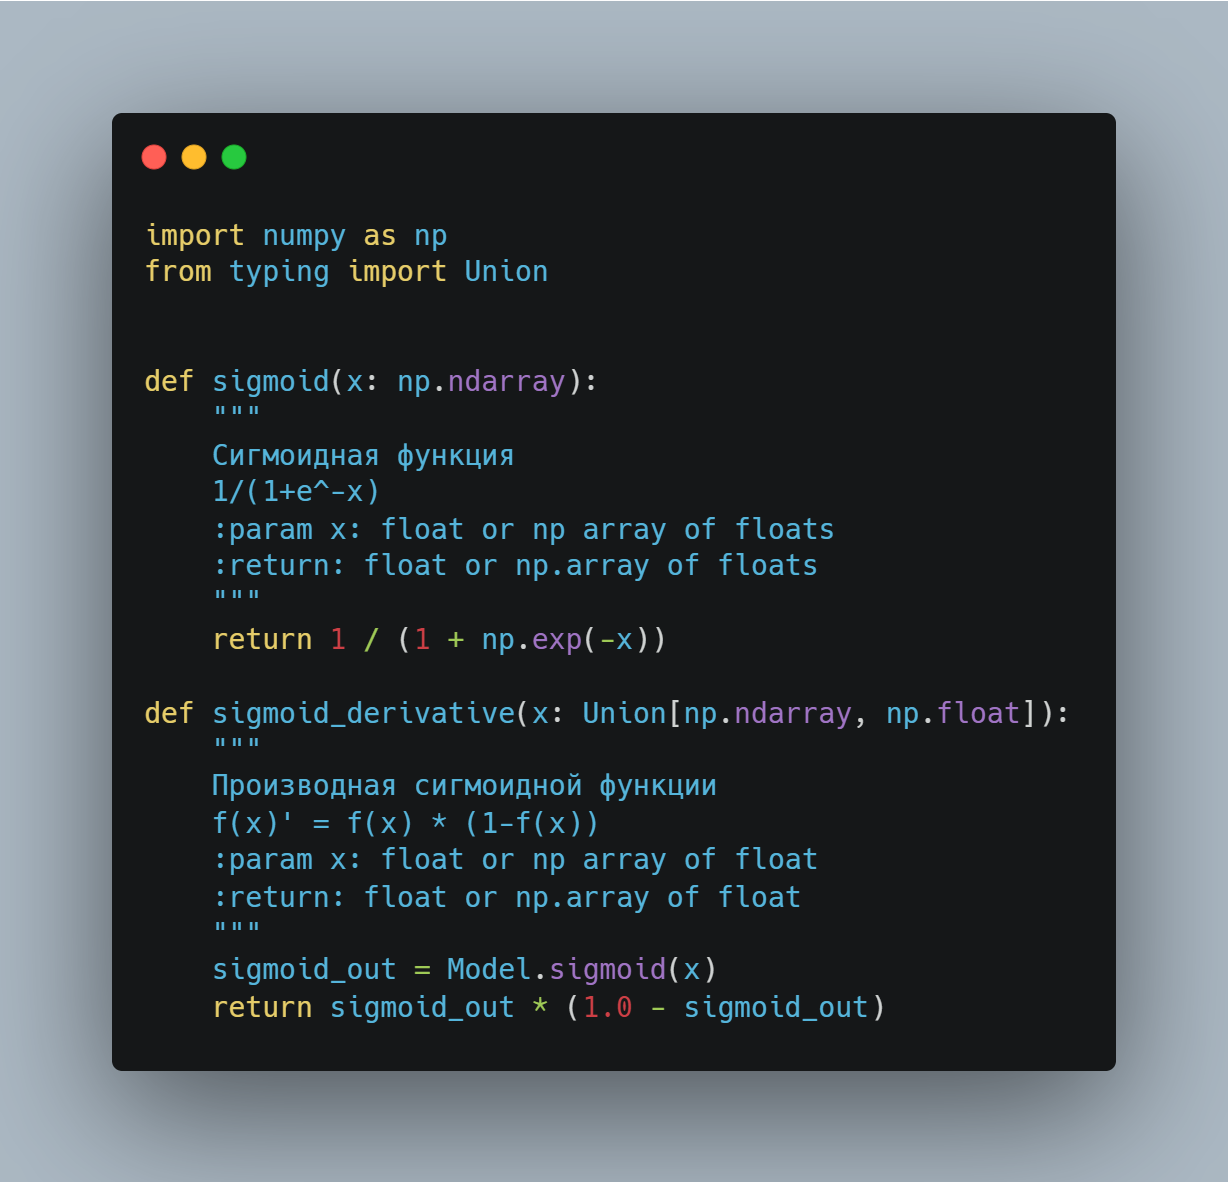 import numpy as np
from typing import Union
def sigmoid(x: np.ndarray):
    """
    Сигмоидная функция
    1/(1+e^-x)
    :param x: float or np array of floats
    :return: float or np.array of floats
    """
    return 1 / (1 + np.exp(-x))
def sigmoid_derivative(x: Union[np.ndarray, np.float]):
    """
    Производная сигмоидной функции
    f(x)' = f(x) * (1-f(x))
    :param x: float or np array of float
    :return: float or np.array of float
    """
    sigmoid_out = Model.sigmoid(x)
    return sigmoid_out * (1.0 - sigmoid_out)